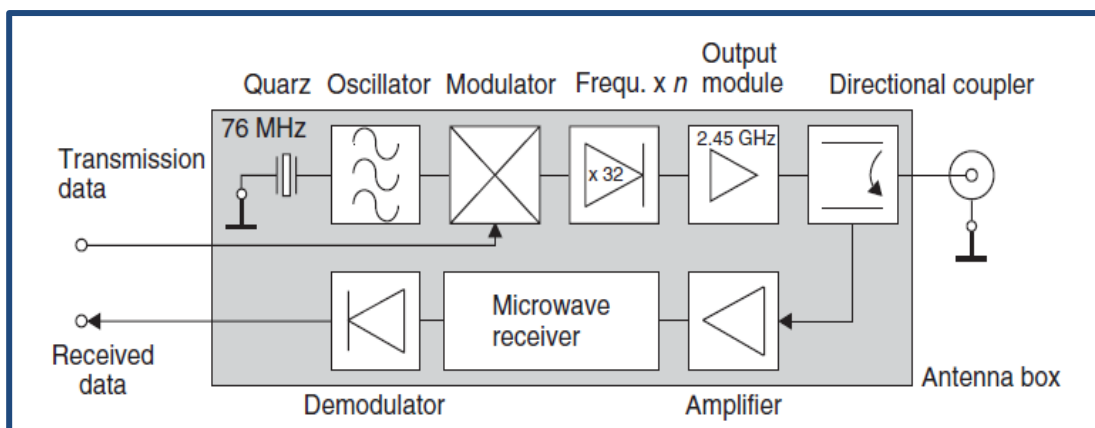 Output
Quarz Oscillator Modulator Frequ. x n module Directional coupler
76 MHz
2.45 GHz
Transmission
data
x 32
Microwave
receiver
Received
data
Antenna box
Demodulator Amplifier